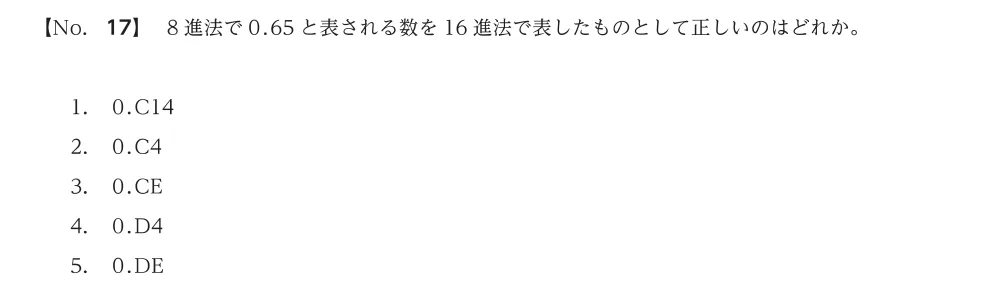 【No. 17】 8進法で0.65と表される数を16進法で表したものとして正しいのはどれか。
1. 0.C14
2. 0.C4
3. 0.CE
4. 0.D4
5. 0.DE